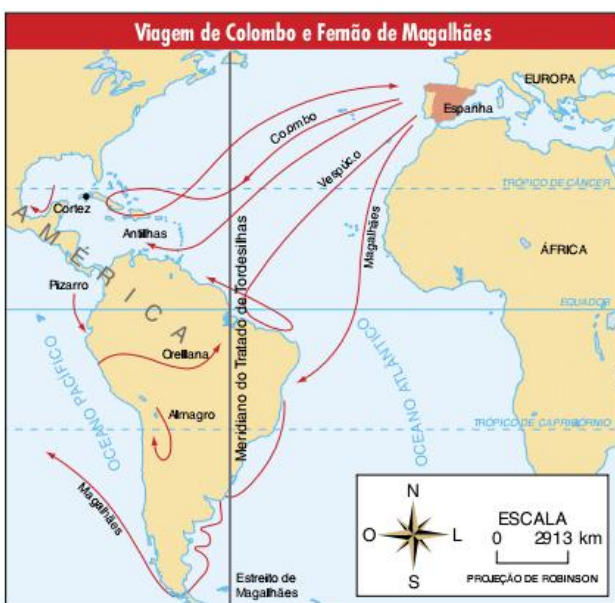 Viagem de Colombo e Fernão de Magalhães
EUROPA
Espanha
Colombo
Vespúcio
TRÓPICO DE CÂNCER
Cortez
AMÉRICA
Antilhas
Magalhães
ÁFRICA
Meridiano do Tratado de Tordesilhas
Pizarro
EQUADOR
Orellana
OCEANO PACÍFICO
OCEANO ATLÂNTICO
Almagro
TRÓPICO DE CAPRICÓRNIO
Magalhães
N
O
L
S
ESCALA
0 2913 km
PROJEÇÃO DE ROBINSON
Estreito de
Magalhães